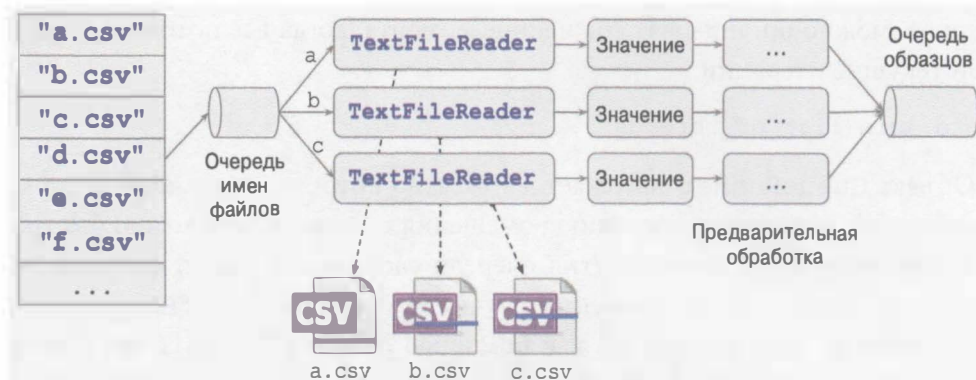 "a.csv"
"b.csv"
"c.csv"
"d.csv"
"e.csv"
"f.csv"
...
Очередь
имен
файлов
a
TextFileReader
Значение
...
b
TextFileReader
Значение
...
c
TextFileReader
Значение
...
Очередь
образцов
Предварительная
обработка
CSV
CSV
CSV
a.csv
b.csv
c.csv